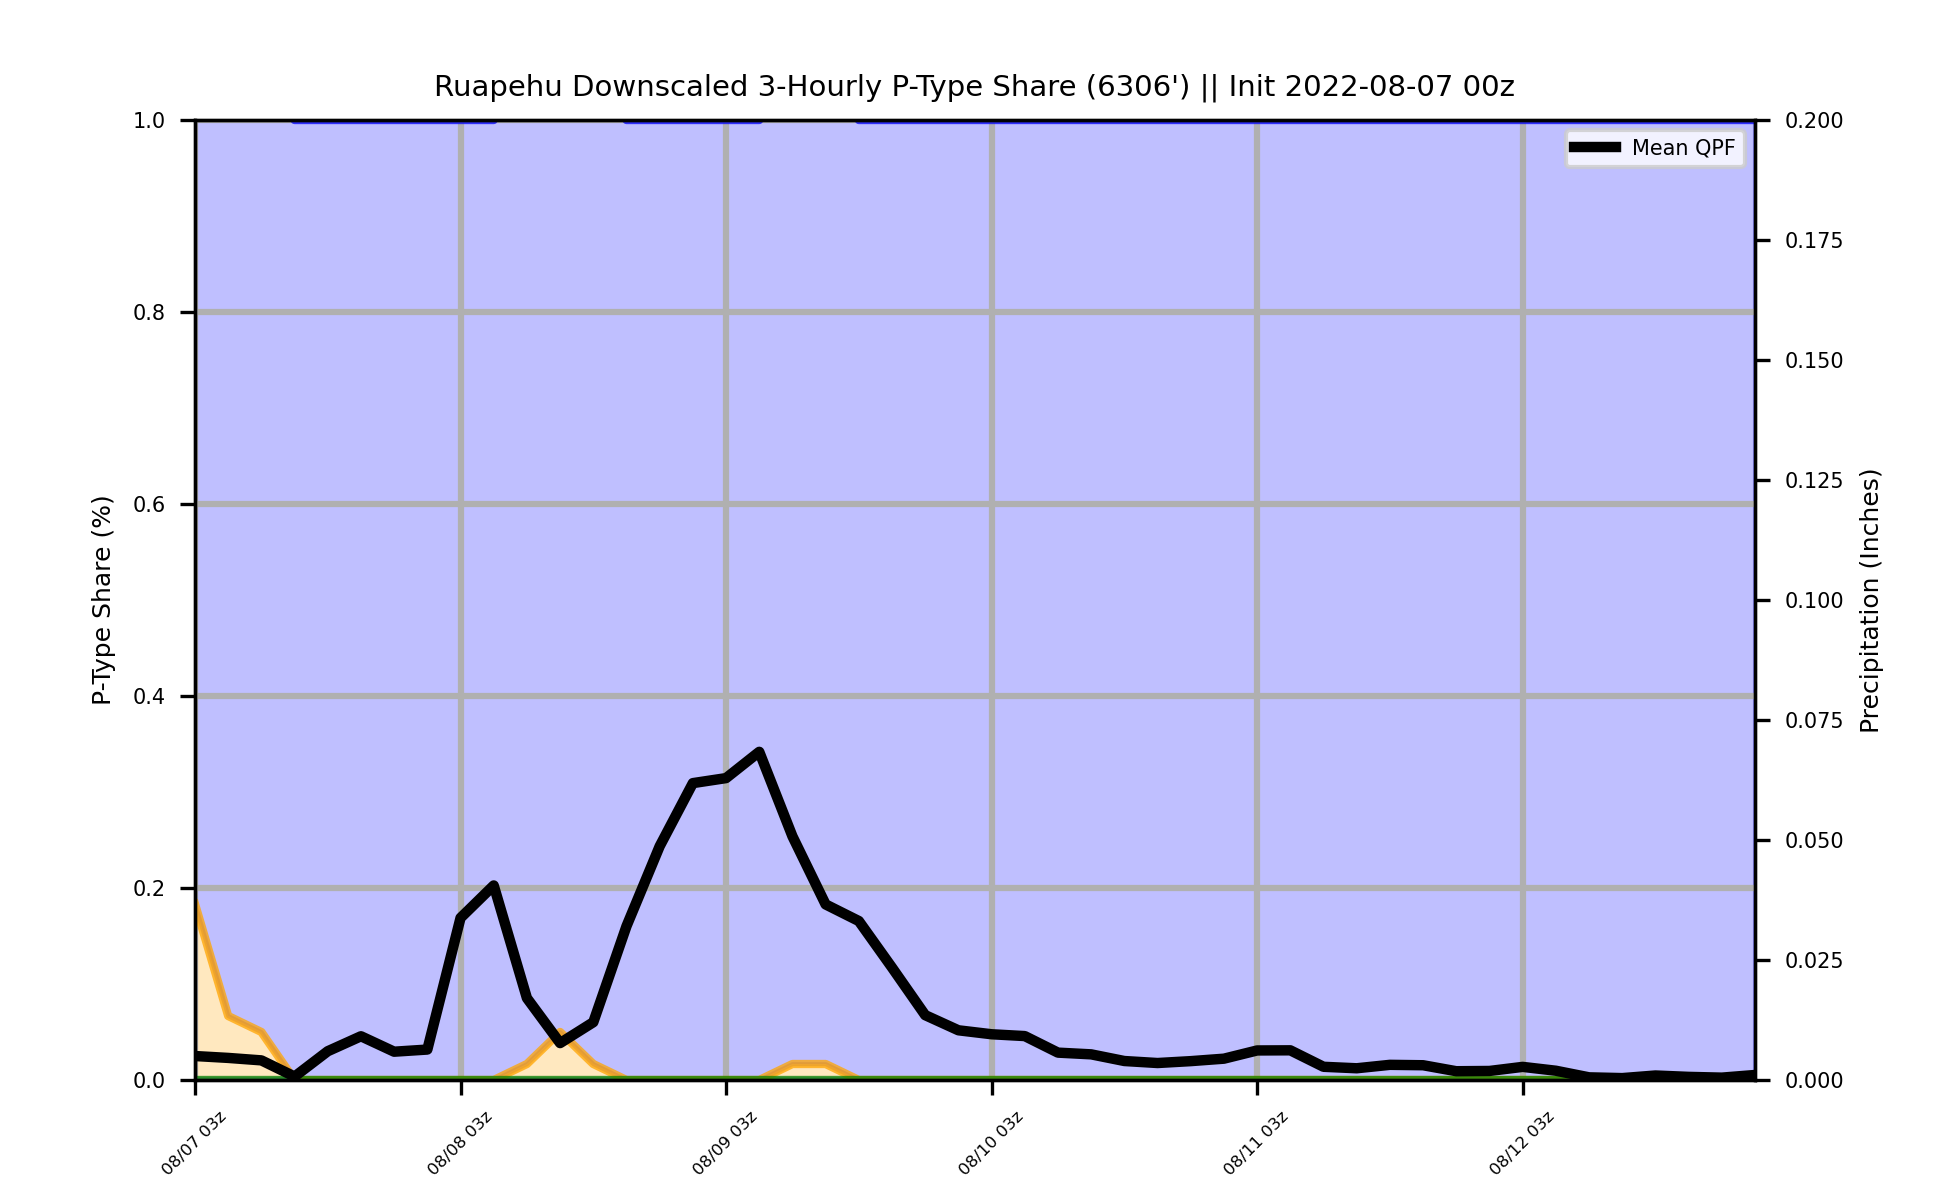 Ruapehu Downscaled 3-Hourly P-Type Share (6306') || Init 2022-08-07 00z
Mean QPF
P-Type Share (%)
1.0
0.8
0.6
0.4
0.2
0.0
0.200
0.175
0.150
0.125
0.100
0.075
0.050
0.025
0.000
Precipitation (Inches)
08/07 03z
08/08 03z
08/09 03z
08/10 03z
08/11 03z
08/12 03z